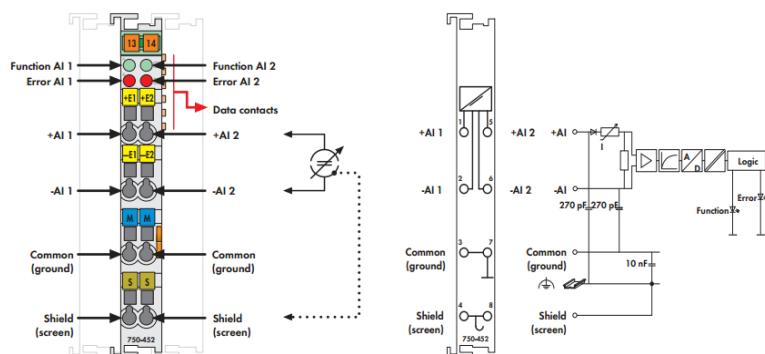 13 14
Function AI 1
Function AI 2
Error AI 1
Error AI 2
+E1 +E2
Data contacts
+AI 1
+AI 2
–E1 –E2
-AI 1
-AI 2
M M
Common
(ground)
Common
(ground)
S S
Shield
(screen)
Shield
(screen)
750-452
1 5
+AI 1
+AI 2
2 6
-AI 1
-AI 2
3 7
Common
(ground)
4 8
Shield
(screen)
750-452
+AI
I
A
D
Logic
-AI
270 pF
270 pF
Function
Error
Common
(ground)
10 nF
Shield
(screen)